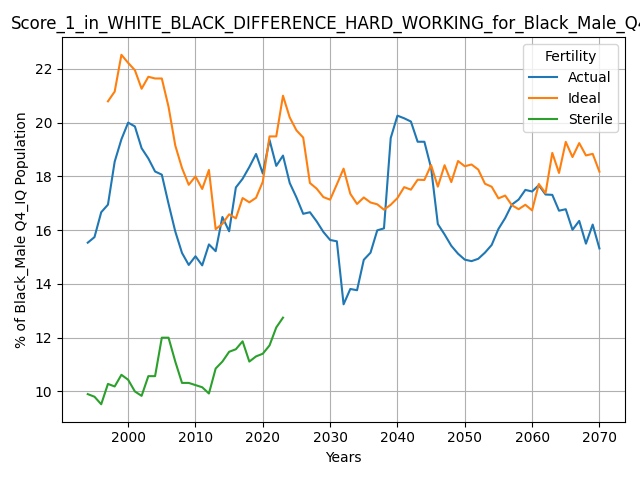 Score_1_in_WHITE_BLACK_DIFFERENCE_HARD_WORKING_for_Black_Male_Q4
Fertility
Actual
Ideal
Sterile
% of Black_Male Q4_IQ Population
22
20
18
16
14
12
10
2000 2010 2020 2030 2040 2050 2060 2070
Years